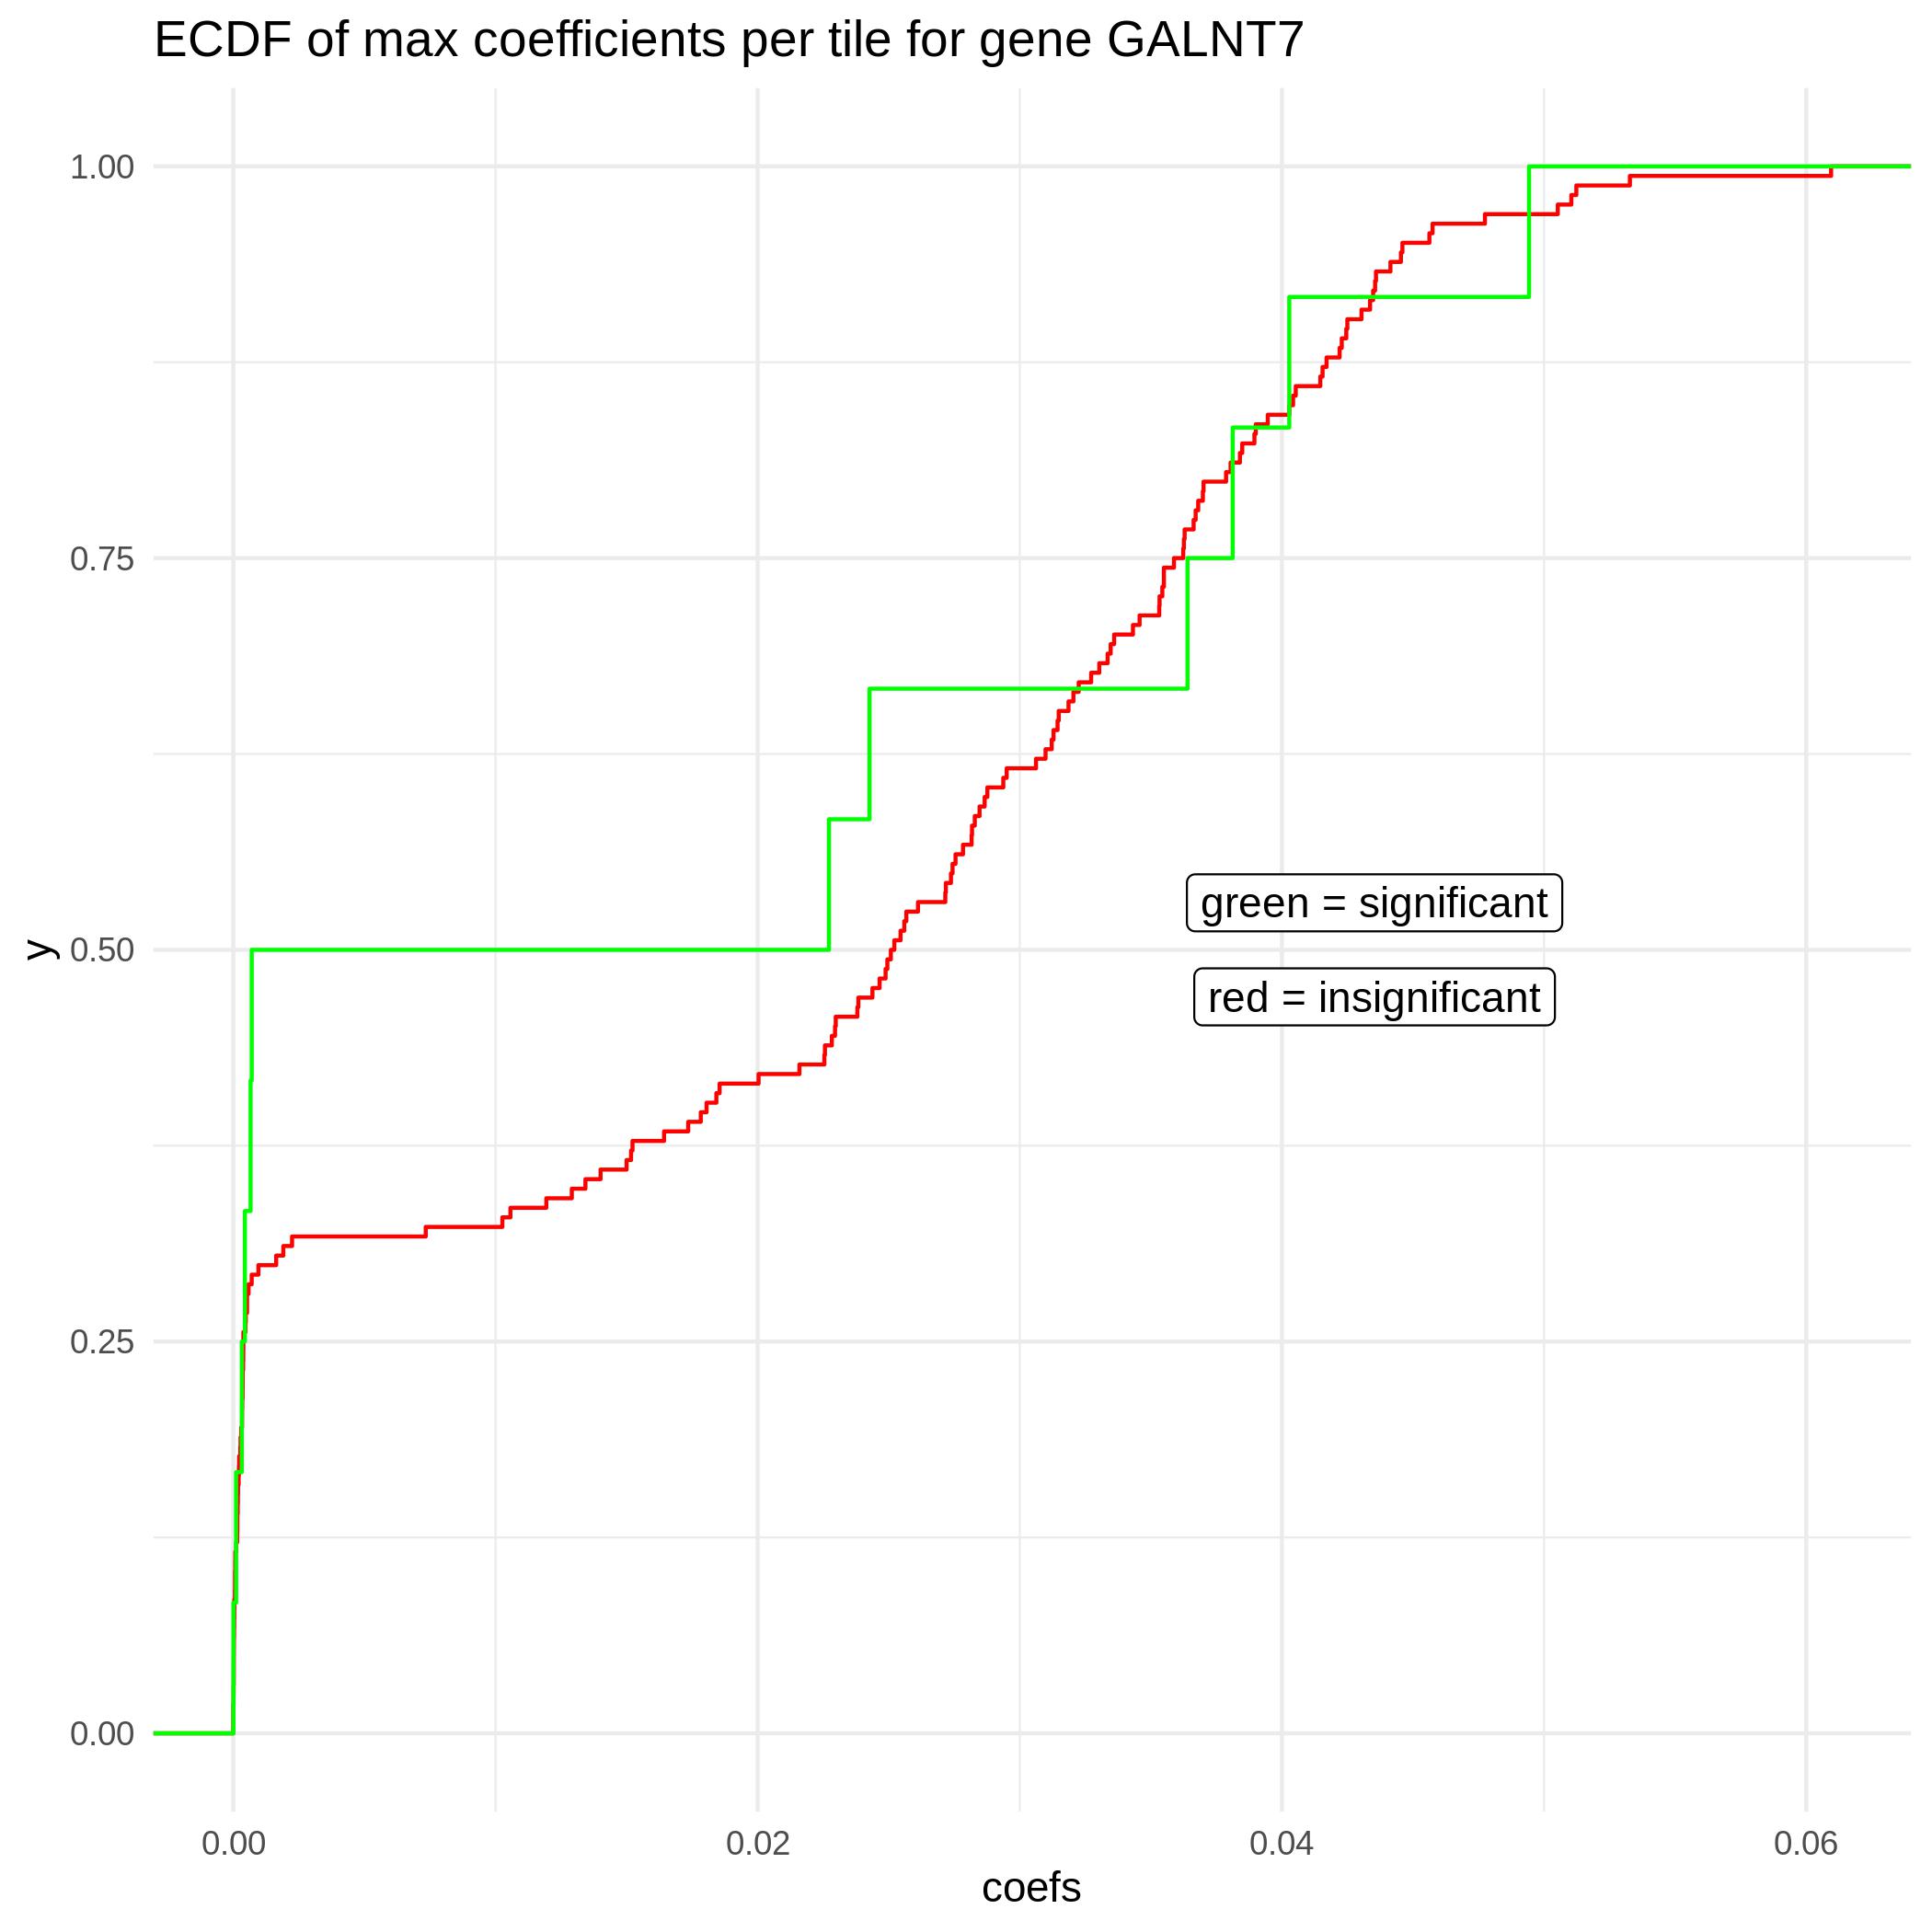 ECDF of max coefficients per tile for gene GALNT7
1.00
0.75
0.50
0.25
0.00
y
green = significant
red = insignificant
0.00
0.02
0.04
0.06
coefs